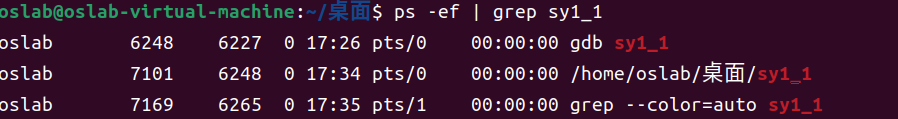 oslab@oslab-virtual-machine:~/桌面$ ps -ef | grep sy1_1
oslab 6248 6227 0 17:26 pts/0 00:00:00 gdb sy1_1
oslab 7101 6248 0 17:34 pts/0 00:00:00 /home/oslab/桌面/sy1_1
oslab 7169 6265 0 17:35 pts/1 00:00:00 grep --color=auto sy1_1